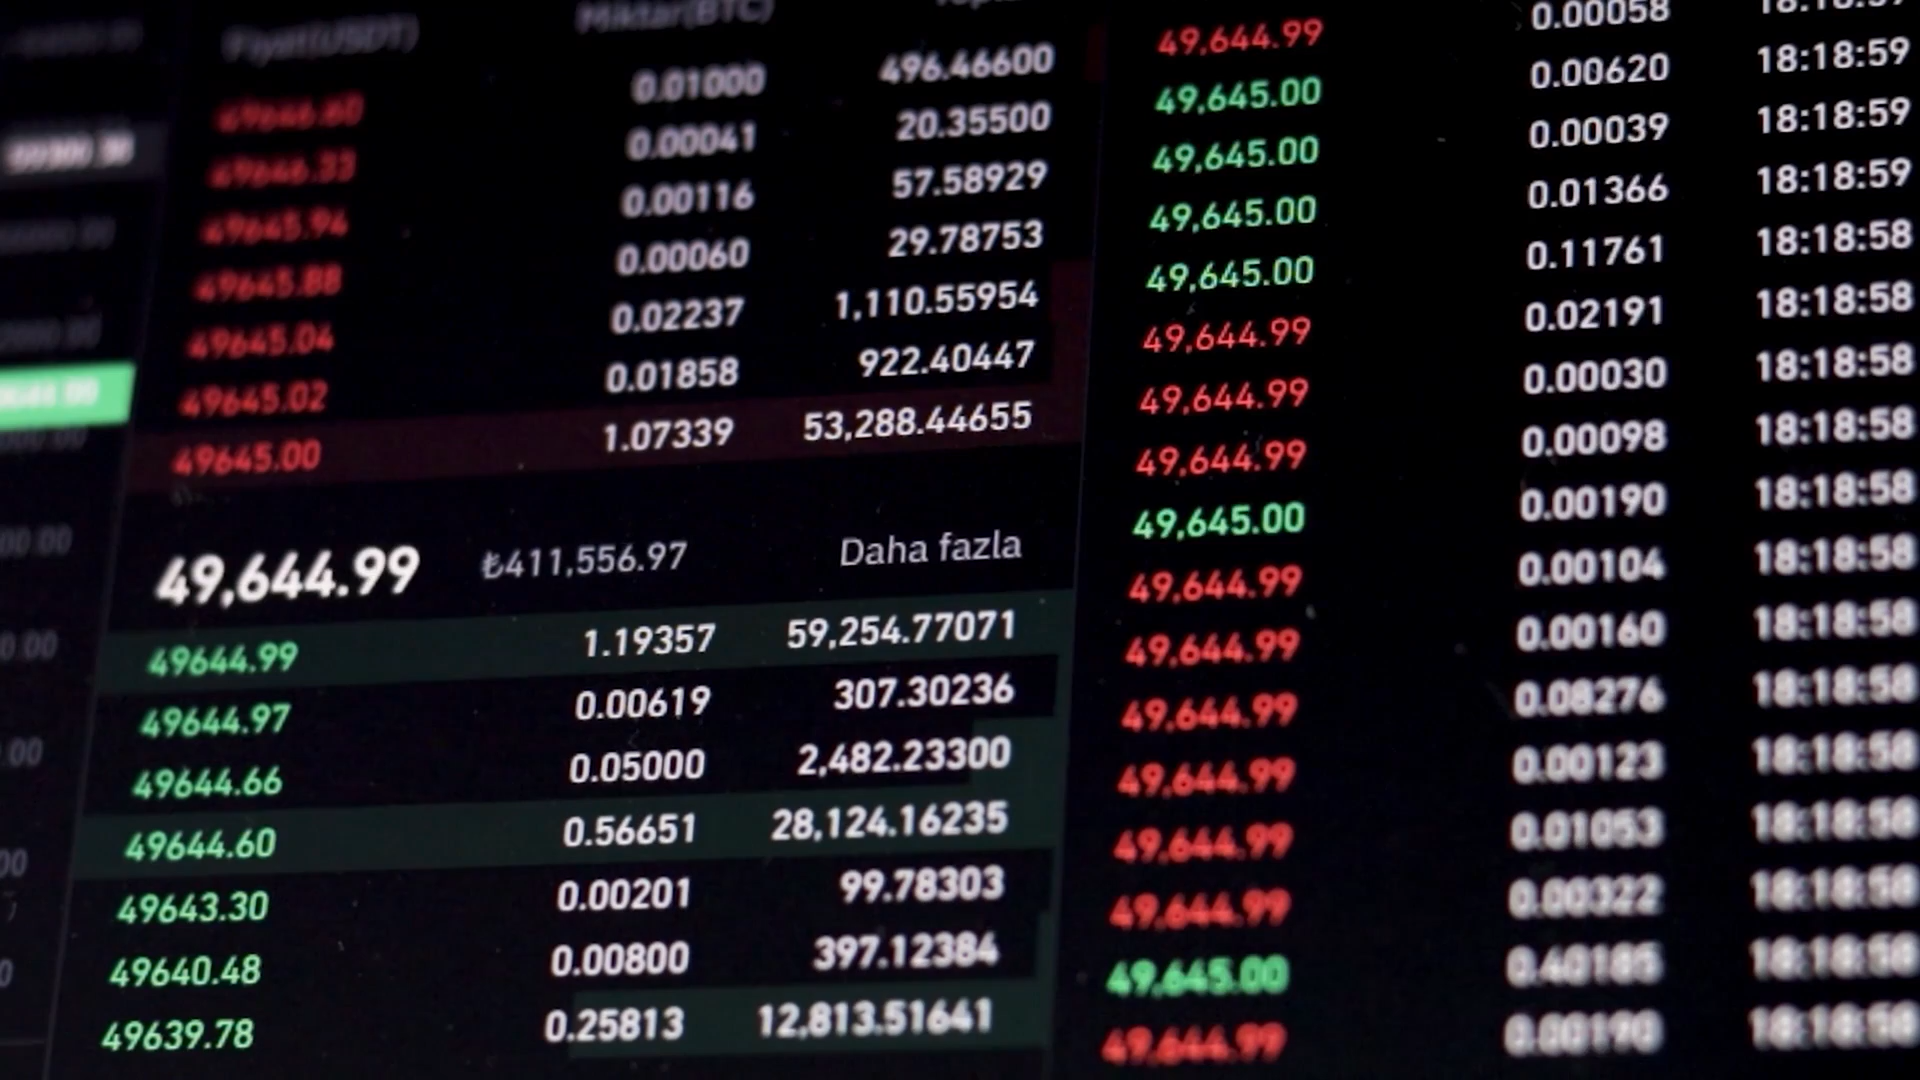 Fiyat(USDT) Miktar(BTC)
49646.60 0.01000 496.46600
49646.33 0.00041 20.35500
49645.94 0.00116 57.58929
49645.88 0.00060 29.78753
49645.04 0.02237 1,110.55954
49645.02 0.01858 922.40447
49645.00 1.07339 53,288.44655
49,644.99 ₺411,556.97 Daha fazla
49644.99 1.19357 59,254.77071
49644.97 0.00619 307.30236
49644.66 0.05000 2,482.23300
49644.60 0.56651 28,124.16235
49643.30 0.00201 99.78303
49640.48 0.00800 397.12384
49639.78 0.25813 12,813.51641
49,644.99 0.00058
49,645.00 0.00620 18:18:59
49,645.00 0.00039 18:18:59
49,645.00 0.01366 18:18:59
49,645.00 0.11761 18:18:58
49,644.99 0.02191 18:18:58
49,644.99 0.00030 18:18:58
49,644.99 0.00098 18:18:58
49,645.00 0.00190 18:18:58
49,644.99 0.00104 18:18:58
49,644.99 0.00160 18:18:58
49,644.99 0.08276 18:18:58
49,644.99 0.00123 18:18:58
49,644.99 0.01053 18:18:58
49,644.99 0.00322 18:18:58
49,645.00 0.40185 18:18:58
49,644.99 0.00190 18:18:58